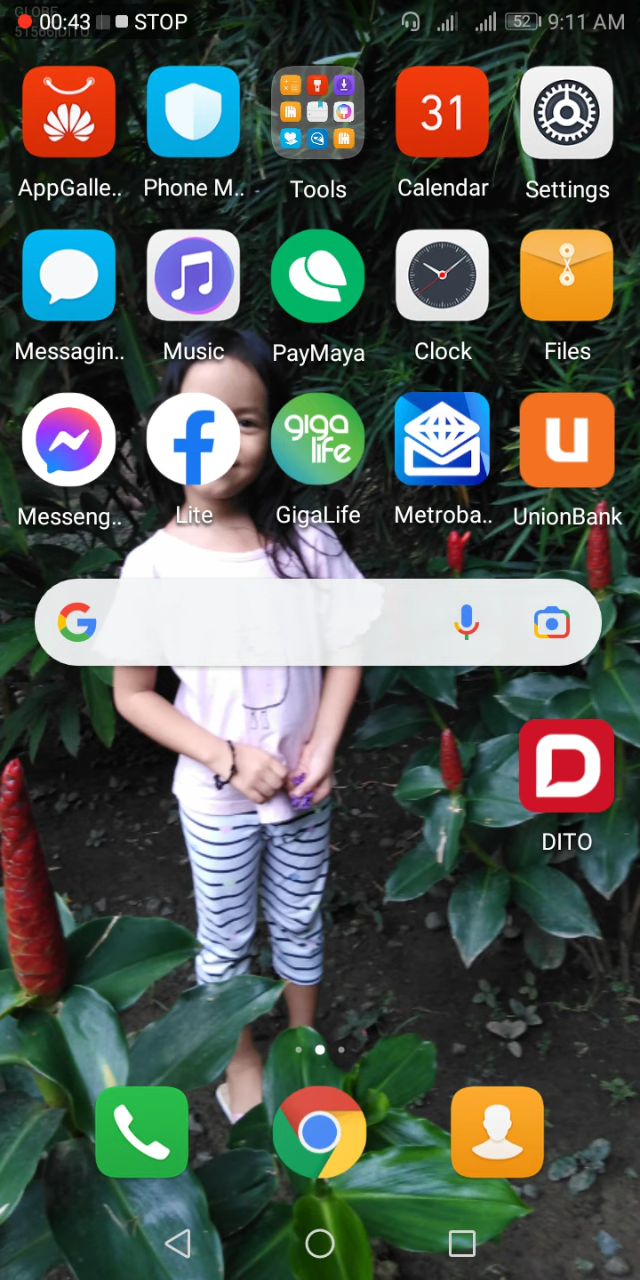 00:43 STOP 52 9:11 AM
31
AppGalle.. Phone M.. Tools Calendar Settings
Messagin.. Music PayMaya Clock Files
giga
life
u
Messeng.. Lite GigaLife Metroba.. UnionBank
G
D
DITO